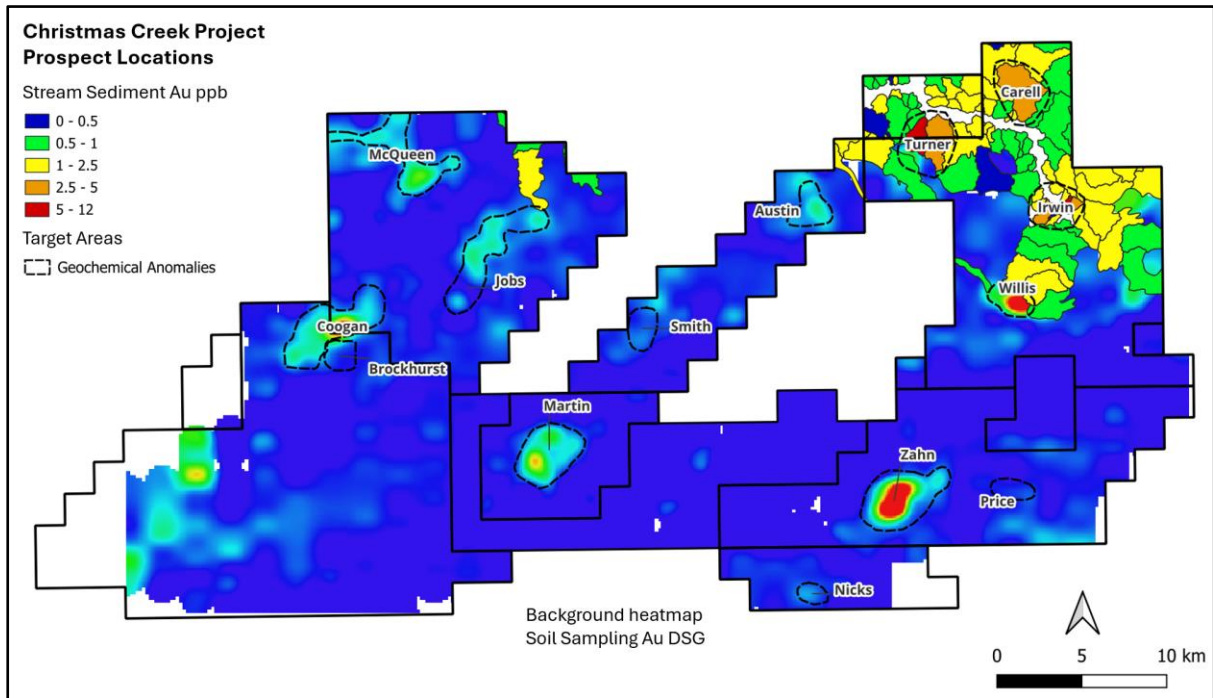 Christmas Creek Project
Prospect Locations
Stream Sediment Au ppb
0 - 0.5
0.5 - 1
1 - 2.5
2.5 - 5
5 - 12
Target Areas
Geochemical Anomalies
Carell
Turner
McQueen
Irwin
Austin
Jobs
Willis
Coogan
Smith
Brockhurst
Martin
Zahn
Price
Nicks
Background heatmap
Soil Sampling Au DSG
0 5 10 km